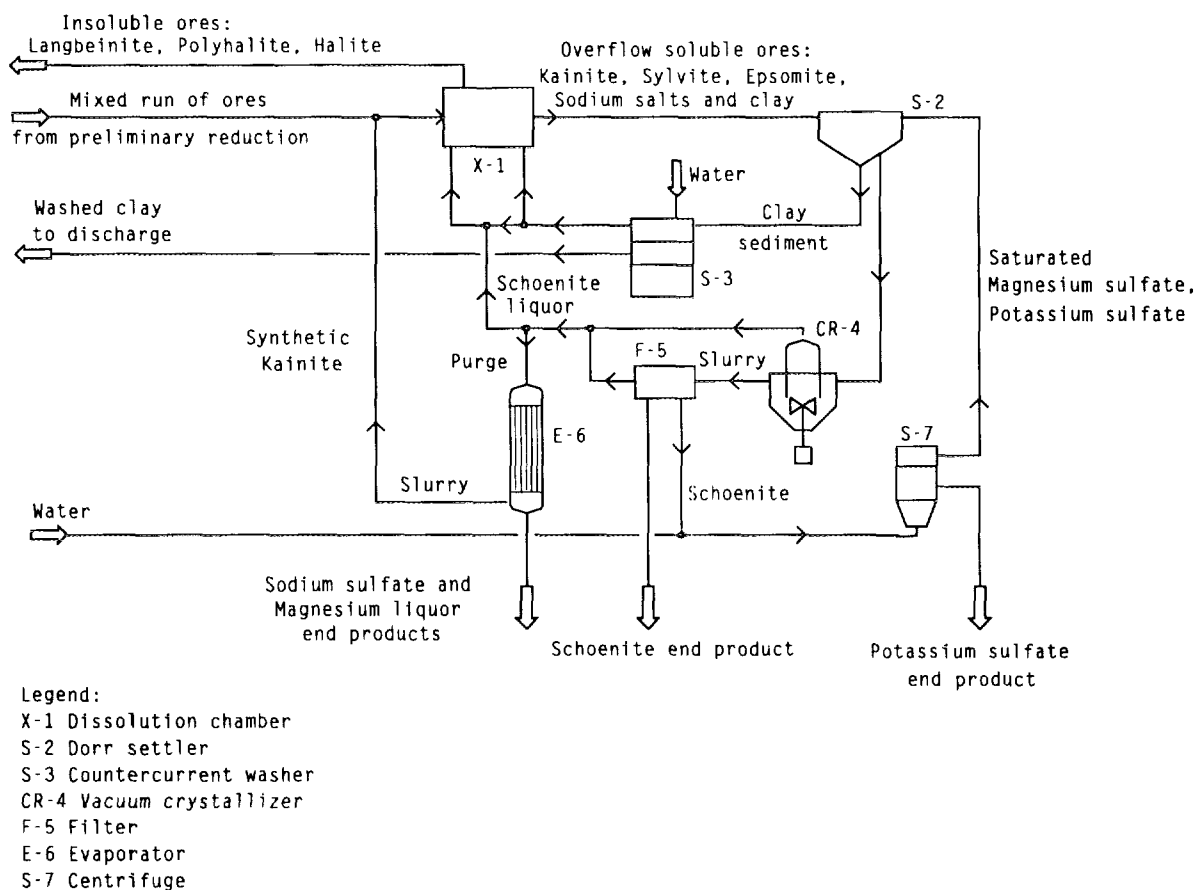 Insoluble ores:
Langbeinite, Polyhalite, Halite
Overflow soluble ores:
Kainite, Sylvite, Epsomite,
Sodium salts and clay
S-2
Mixed run of ores
from preliminary reduction
X-1
Water
Washed clay
to discharge
Clay
sediment
S-3
Saturated
Magnesium sulfate,
Potassium sulfate
Schoenite
liquor
CR-4
Synthetic
Kainite
Purge
F-5
Slurry
E-6
S-7
Slurry
Schoenite
Water
Sodium sulfate and
Magnesium liquor
end products
Schoenite end product
Potassium sulfate
end product
Legend:
X-1 Dissolution chamber
S-2 Dorr settler
S-3 Countercurrent washer
CR-4 Vacuum crystallizer
F-5 Filter
E-6 Evaporator
S-7 Centrifuge